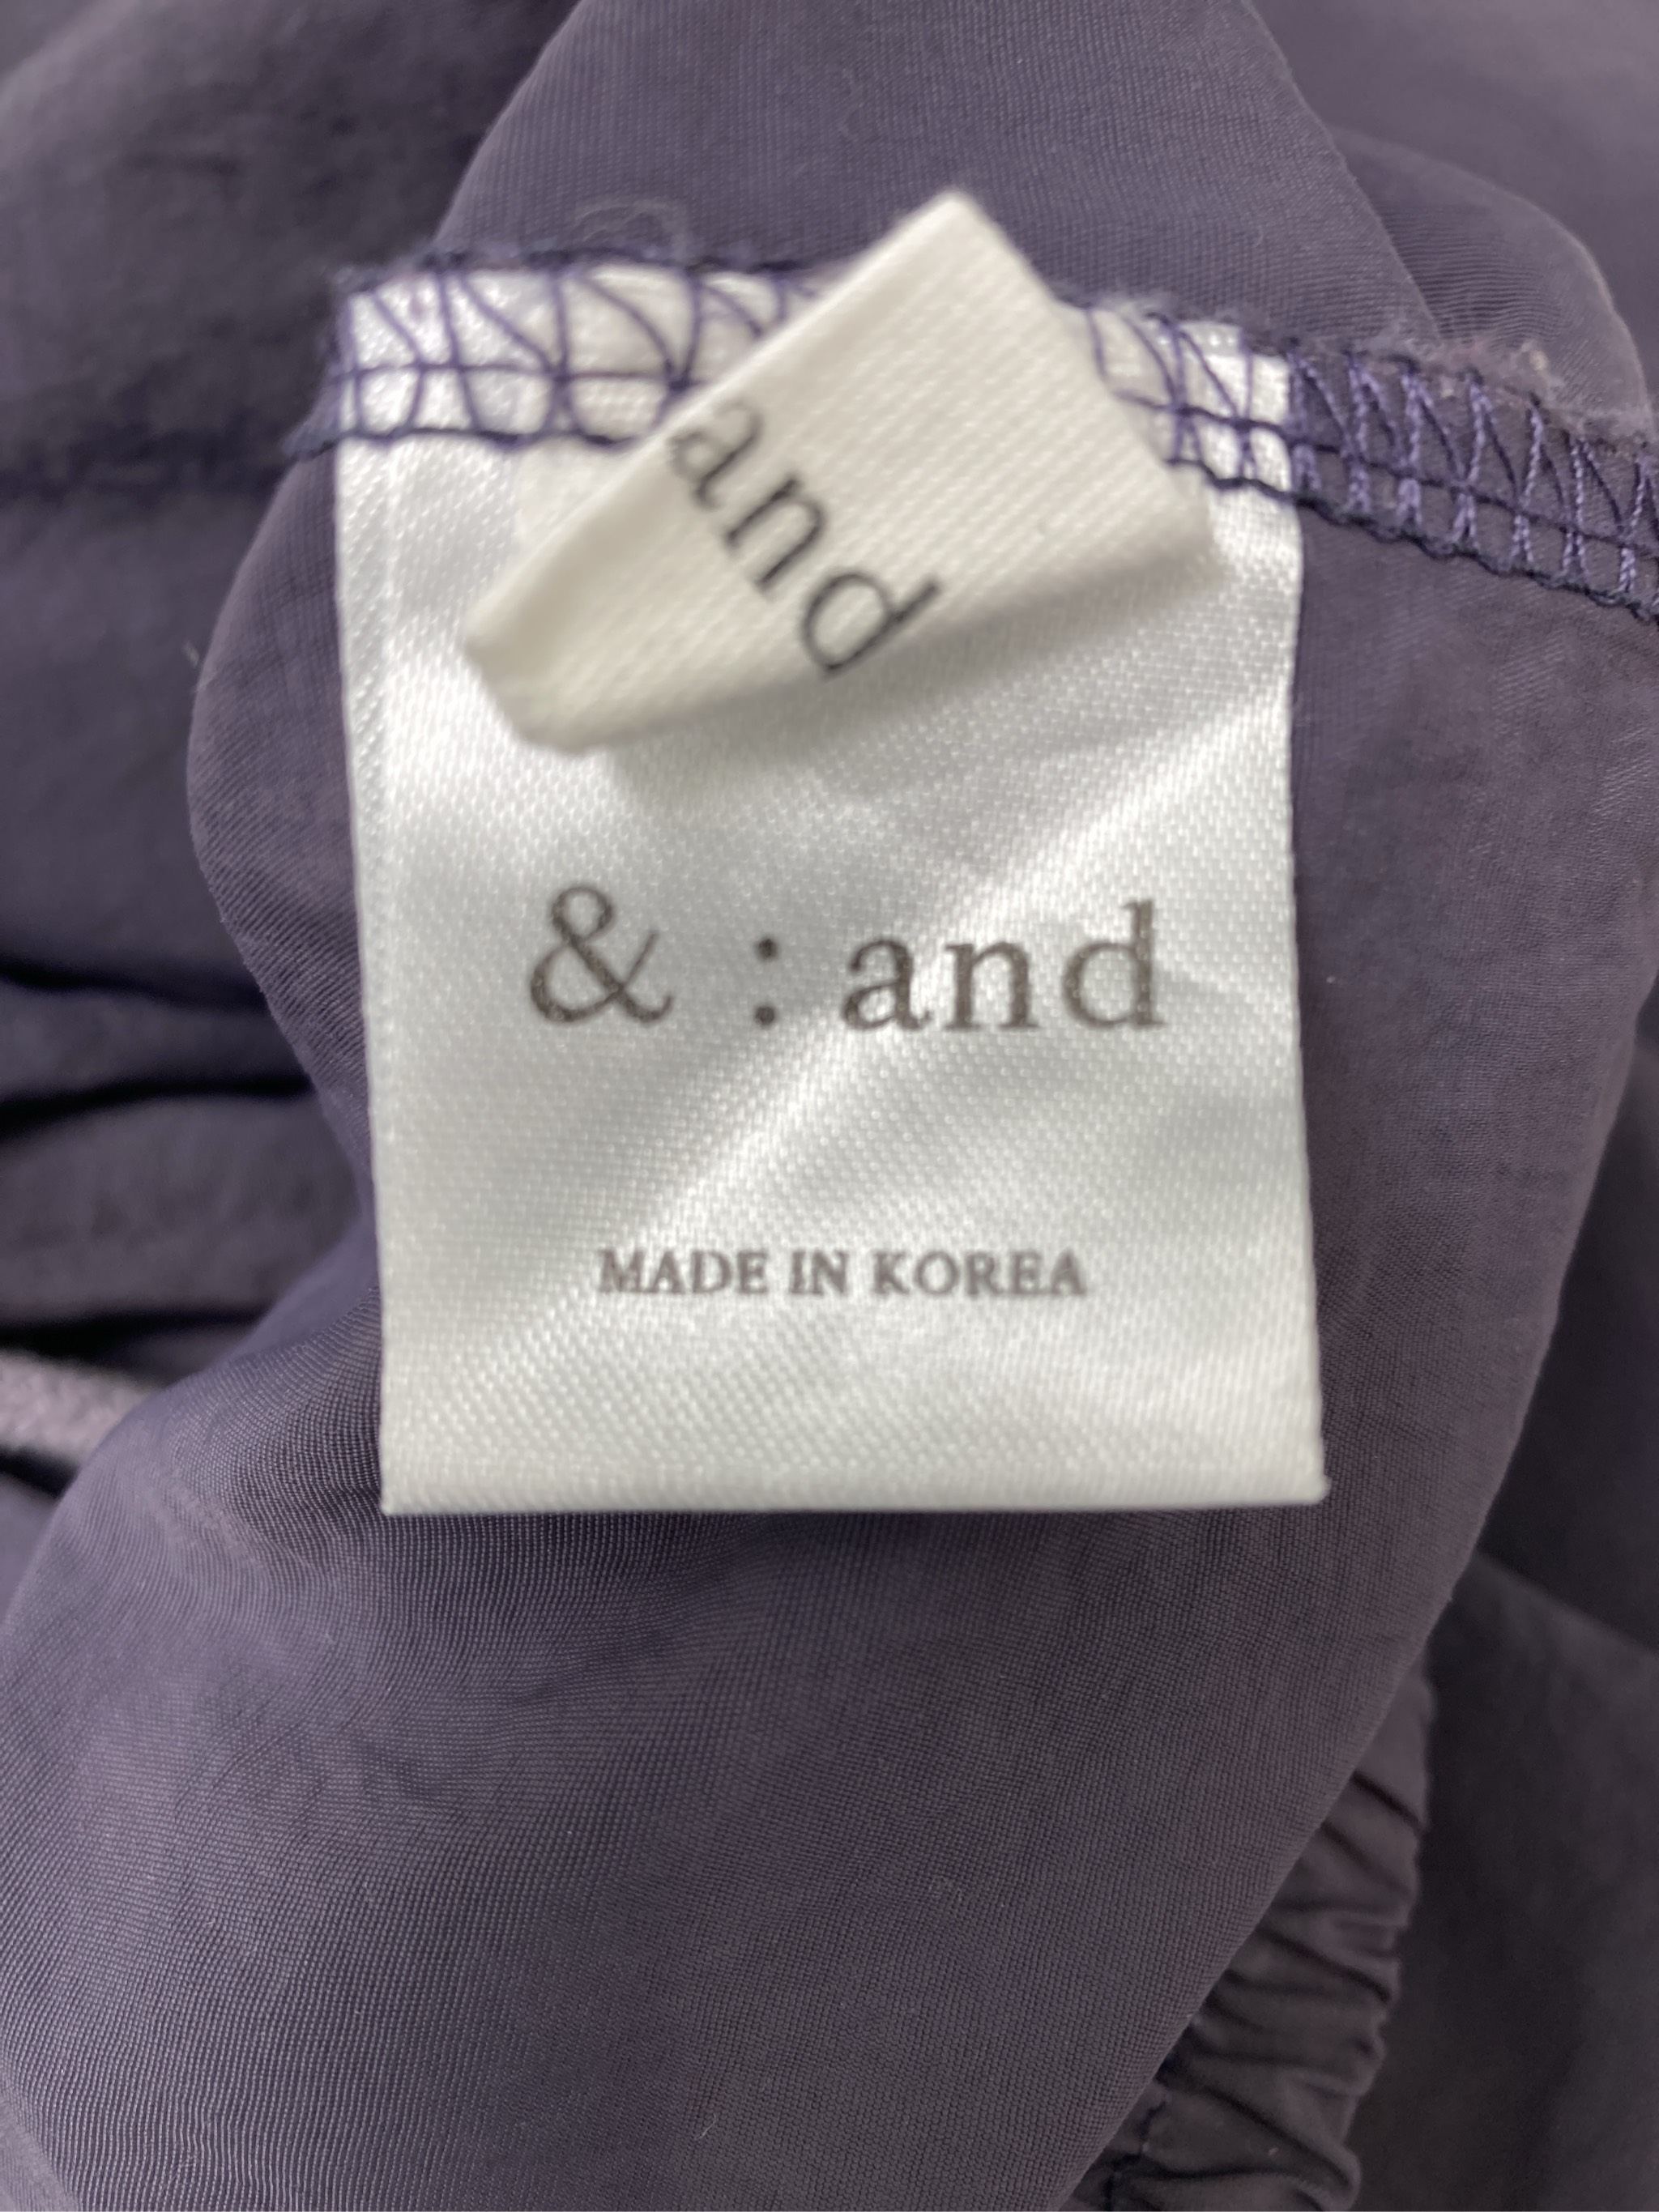 and
& : and
MADE IN KOREA